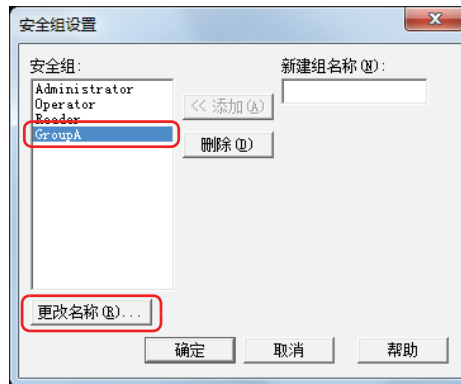 安全组设置
安全组:
新建组名称(N):
Administrator
Operator
Reader
GroupA
<< 添加(A)
删除(D)
更改名称(R)...
确定
取消
帮助